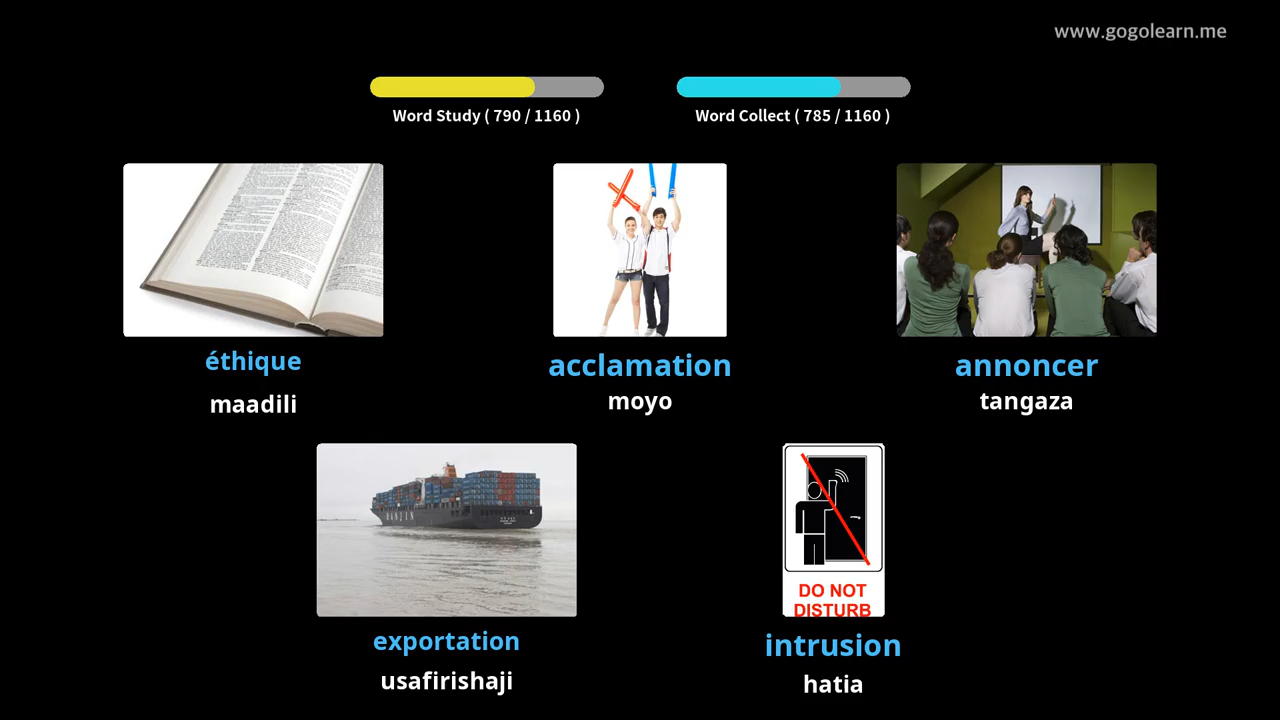 www.gogolearn.me
Word Study ( 790 / 1160 )
Word Collect ( 785 / 1160 )
éthique
maadili
acclamation
moyo
annoncer
tangaza
HANJIN
exportation
usafirishaji
DO NOT
DISTURB
intrusion
hatia